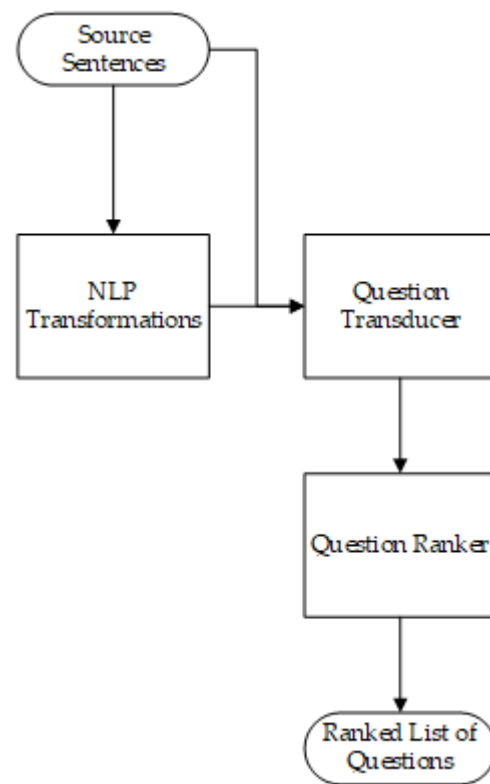 Source
Sentences
NLP
Transformations
Question
Transducer
Question Ranker
Ranked List of
Questions